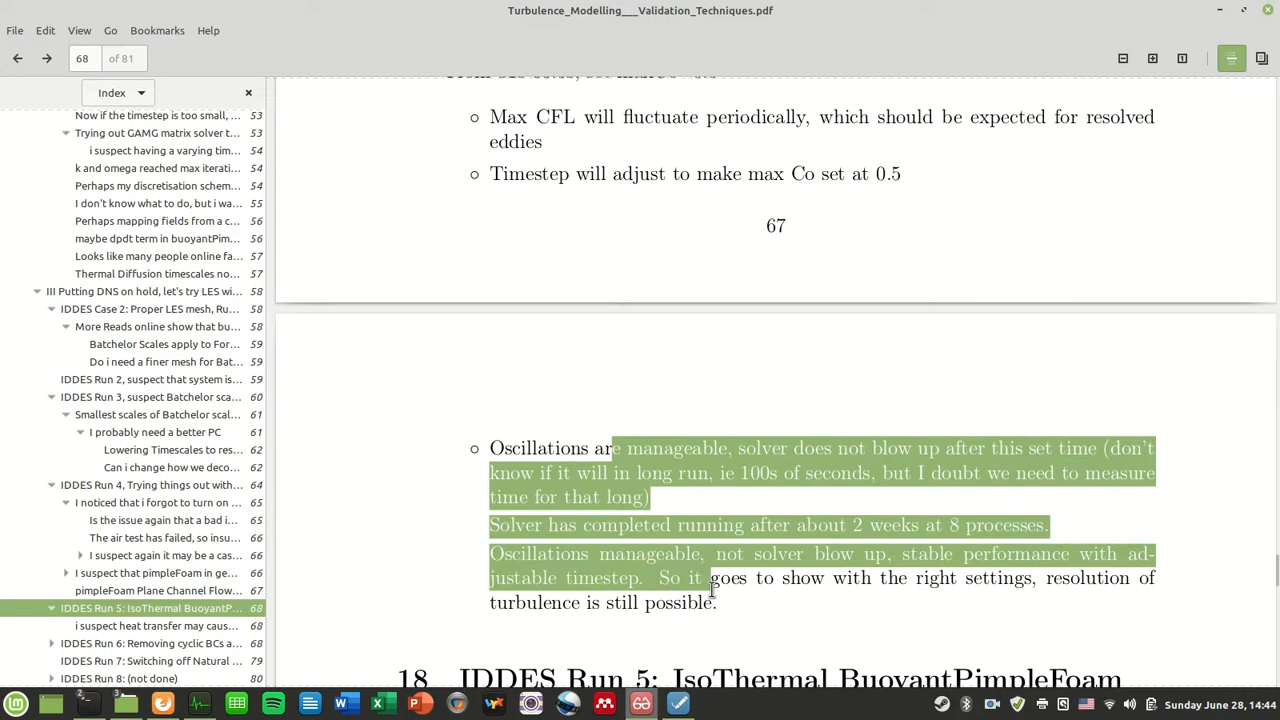 Turbulence_Modelling___Validation_Techniques.pdf
File Edit View Go Bookmarks Help
68 of 81
Index
Now if the timestep is too small, ... 53
Trying out GAMG matrix solver t... 53
i suspect having a varying tim... 54
k and omega reached max iterati... 54
Perhaps my discretisation schem... 54
I don't know what to do, but i wa... 55
Perhaps mapping fields from a c... 56
maybe dpdt term in buoyantPim... 56
Looks like many people online fa... 57
Thermal Diffusion timescales no... 57
III Putting DNS on hold, let's try LES wi... 58
IDDES Case 2: Proper LES mesh, Ru... 58
More Reads online show that bu... 58
Batchelor Scales apply to For... 59
Do i need a finer mesh for Bat... 59
IDDES Run 2, suspect that system is... 59
IDDES Run 3, suspect Batchelor sca... 60
Smallest scales of Batchelor scal... 61
I probably need a better PC 61
Lowering Timescales to res... 62
Can i change how we deco... 62
IDDES Run 4, Trying things out with... 64
I noticed that i forgot to turn on ... 65
Is the issue again that a bad i... 65
The air test has failed, so insu... 65
I suspect again it may be a cas... 65
I suspect that pimpleFoam in ge... 66
pimpleFoam Plane Channel Flow... 67
IDDES Run 5: IsoThermal BuoyantP... 68
i suspect heat transfer may caus... 68
IDDES Run 6: Removing cyclic BCs a... 68
IDDES Run 7: Switching off Natural ... 79
IDDES Run 8: (not done) 80
Max CFL will fluctuate periodically, which should be expected for resolved
eddies
Timestep will adjust to make max Co set at 0.5
67
Oscillations are manageable, solver does not blow up after this set time (don't
know if it will in long run, ie 100s of seconds, but I doubt we need to measure
time for that long)
Solver has completed running after about 2 weeks at 8 processes.
Oscillations manageable, not solver blow up, stable performance with ad-
justable timestep. So it goes to show with the right settings, resolution of
turbulence is still possible.
18 IDDES Run 5: IsoThermal BuoyantPimpleFoam
Sunday June 28, 14:44